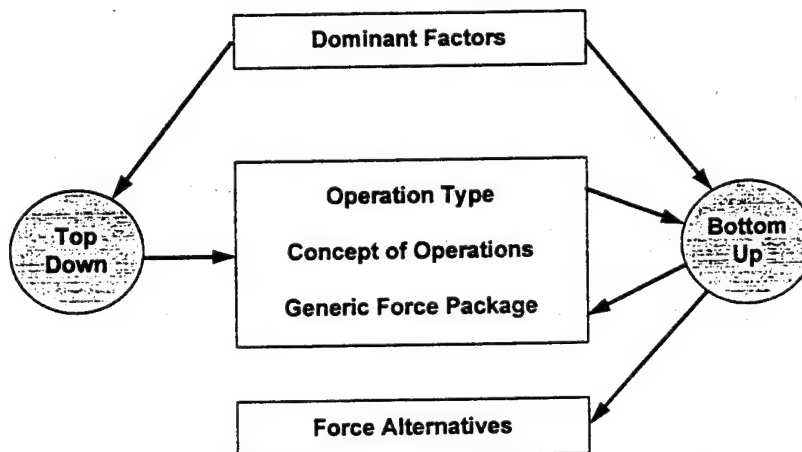 Dominant Factors
Top
Down
Operation Type
Concept of Operations
Generic Force Package
Bottom
Up
Force Alternatives